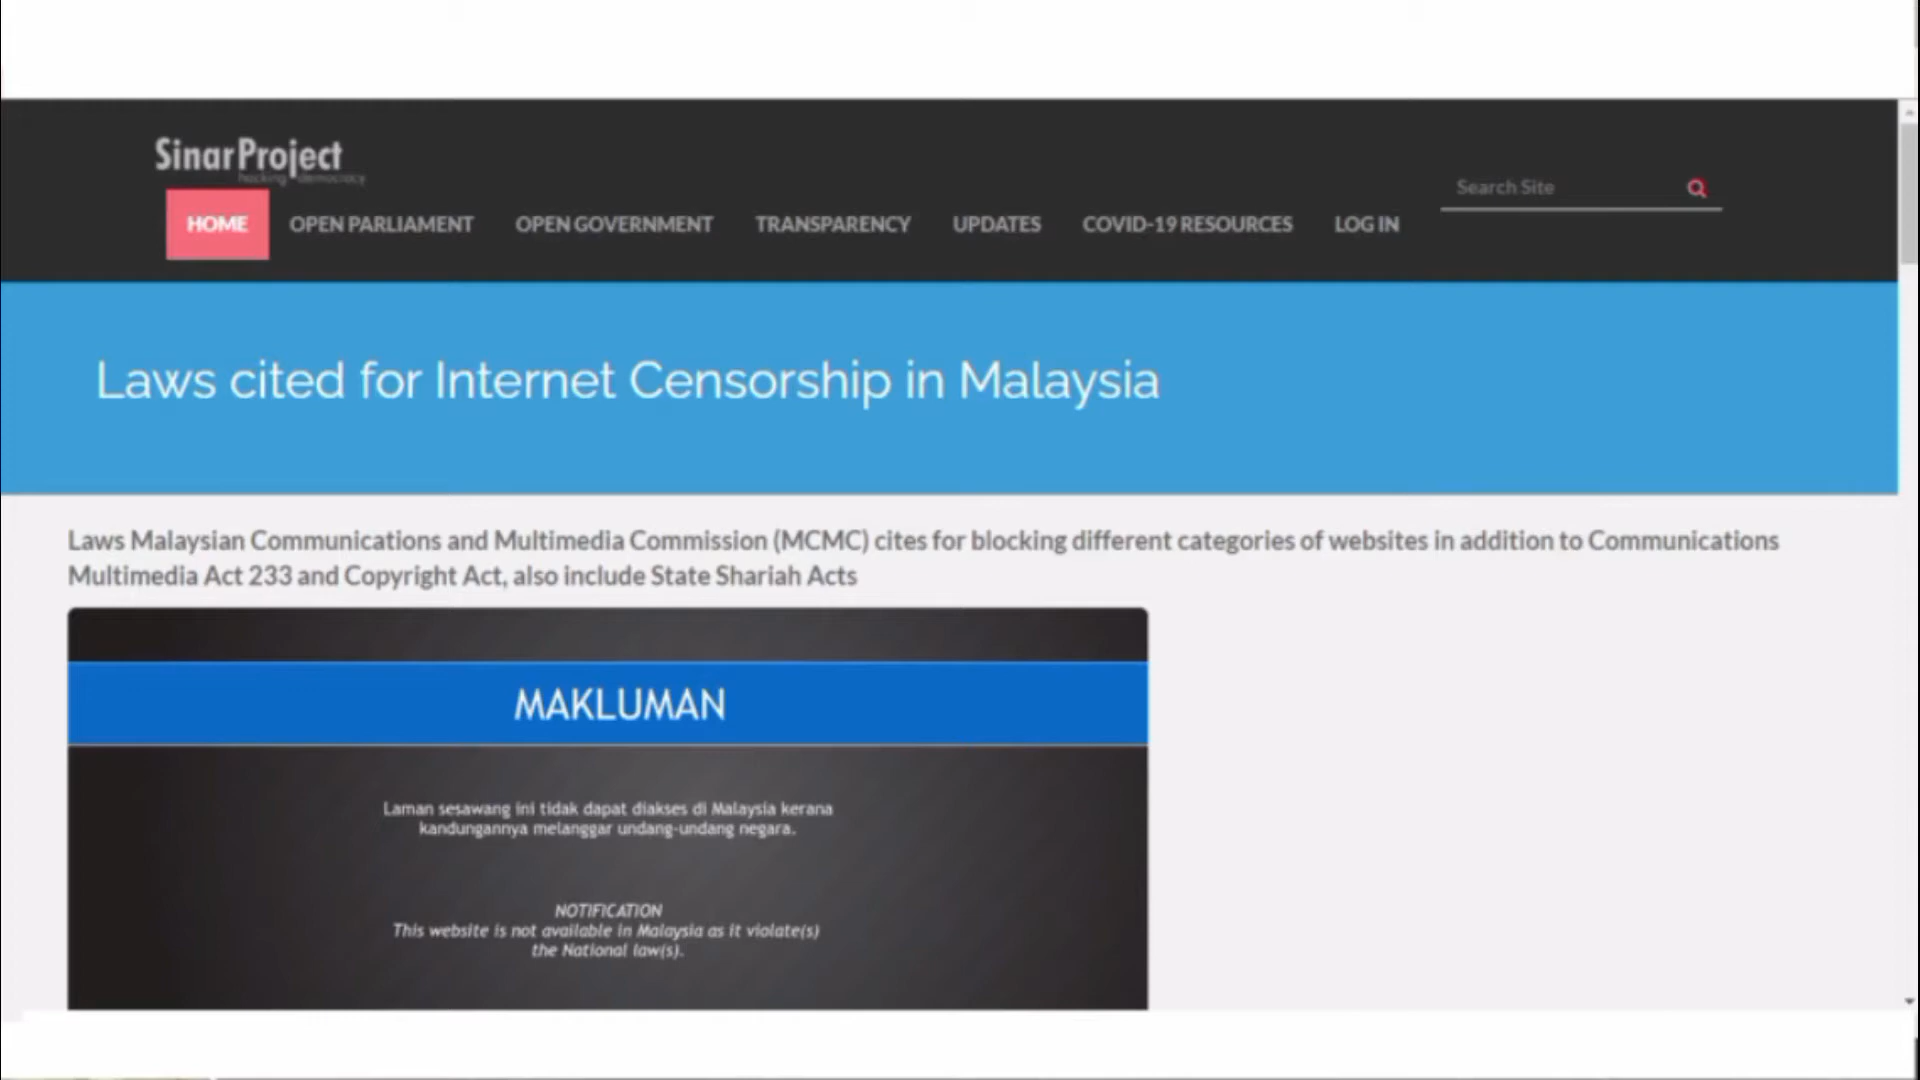 SinarProject
hacking democracy
Search Site
HOME OPEN PARLIAMENT OPEN GOVERNMENT TRANSPARENCY UPDATES COVID-19 RESOURCES LOG IN
Laws cited for Internet Censorship in Malaysia
Laws Malaysian Communications and Multimedia Commission (MCMC) cites for blocking different categories of websites in addition to Communications
Multimedia Act 233 and Copyright Act, also include State Shariah Acts
MAKLUMAN
Laman sesawang ini tidak dapat diakses di Malaysia kerana
kandungannya melanggar undang-undang negara.
NOTIFICATION
This website is not available in Malaysia as it violate(s)
the National law(s).